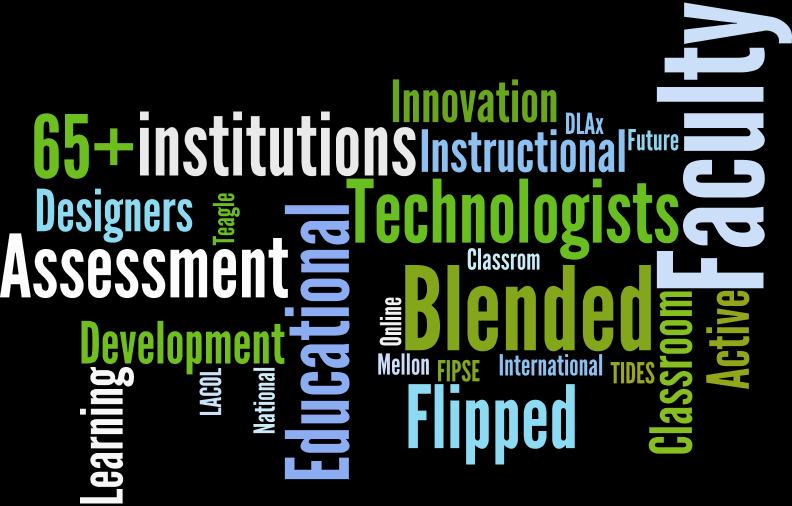 Faculty
Innovation
DLAx
65+institutions
Instructional
Future
Designers
Teagle
Technologists
Assessment
Educational
Classrom
Blended
Online
Classroom
Active
Development
Mellon
FIPSE
International
TIDES
Learning
LACOL
National
Flipped